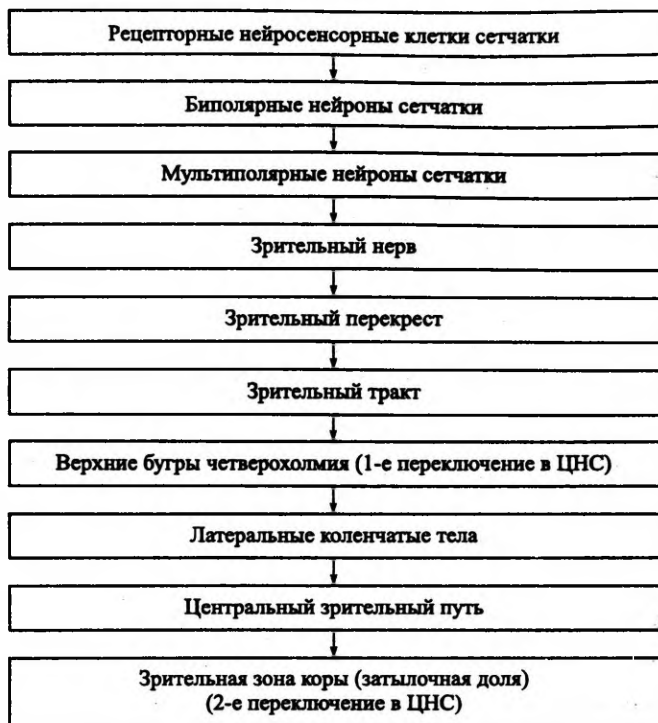 Рецепторные нейросенсорные клетки сетчатки
Биполярные нейроны сетчатки
Мультиполярные нейроны сетчатки
Зрительный нерв
Зрительный перекрест
Зрительный тракт
Верхние бугры четверохолмия (1-е переключение в ЦНС)
Латеральные коленчатые тела
Центральный зрительный путь
Зрительная зона коры (затылочная доля)
(2-е переключение в ЦНС)